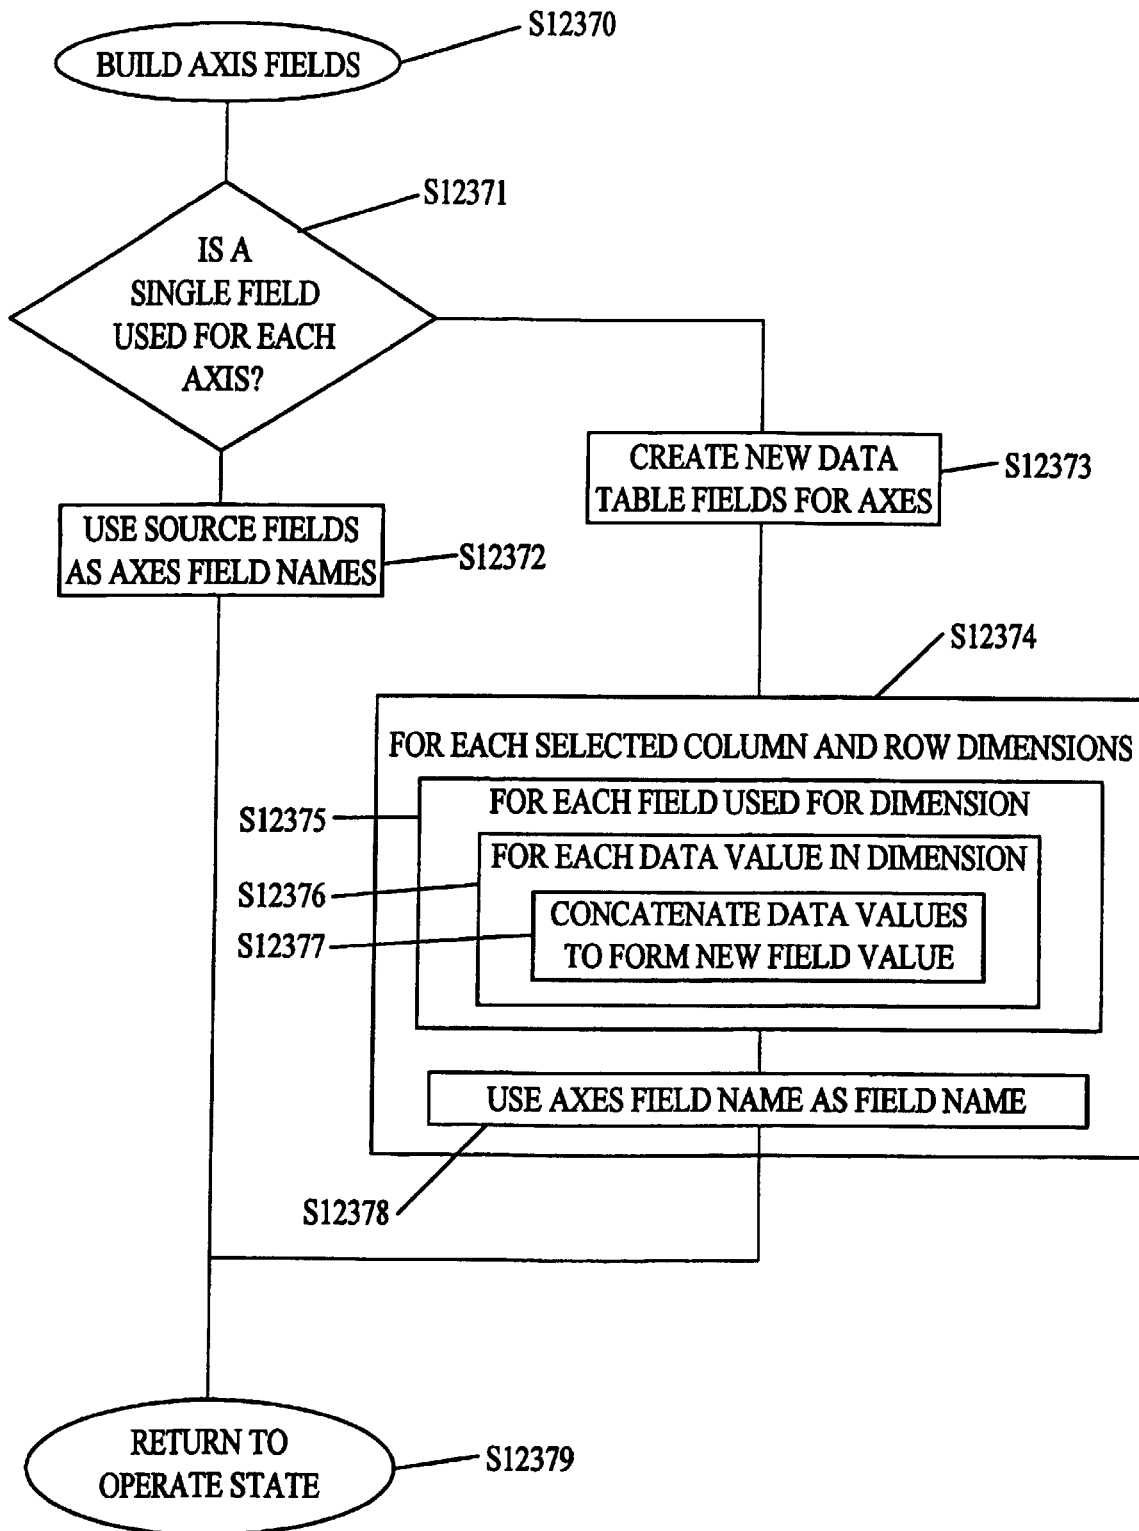 S12370
BUILD AXIS FIELDS
S12371
IS A
SINGLE FIELD
USED FOR EACH
AXIS?
CREATE NEW DATA
TABLE FIELDS FOR AXES
S12373
USE SOURCE FIELDS
AS AXES FIELD NAMES
S12372
S12374
FOR EACH SELECTED COLUMN AND ROW DIMENSIONS
S12375
FOR EACH FIELD USED FOR DIMENSION
S12376
FOR EACH DATA VALUE IN DIMENSION
S12377
CONCATENATE DATA VALUES
TO FORM NEW FIELD VALUE
USE AXES FIELD NAME AS FIELD NAME
S12378
RETURN TO
OPERATE STATE
S12379